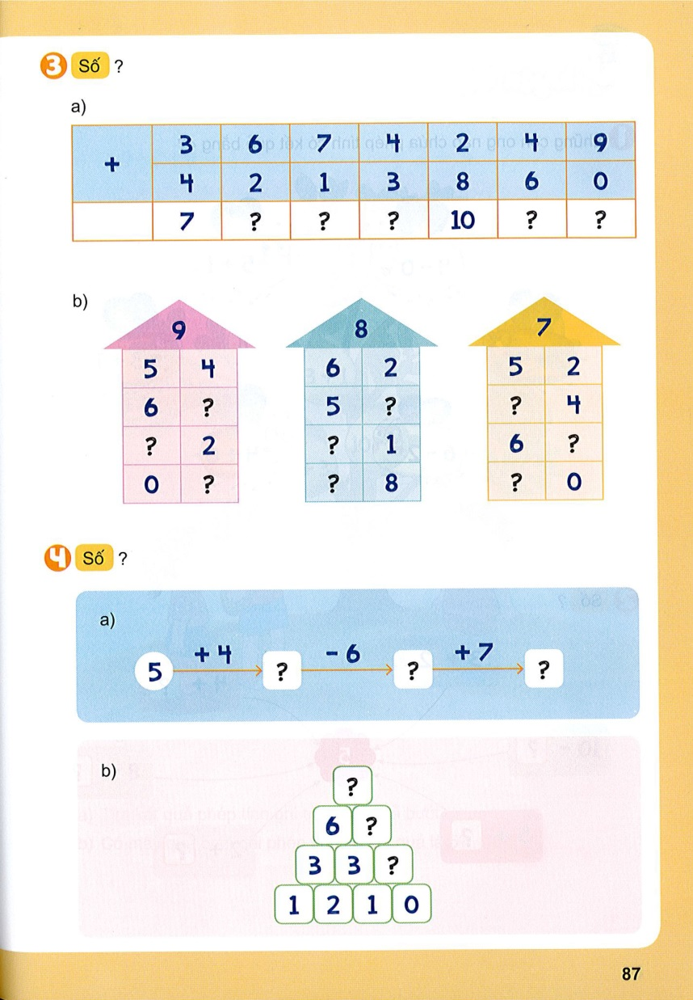 3 Số ?
a)
+ 3 6 7 4 2 4 9
4 2 1 3 8 6 0
7 ? ? ? 10 ? ?
b)
9 8 7
5 4 6 2 5 2
6 ? 5 ? ? 4
? 2 ? 1 6 ?
0 ? ? 8 ? 0
4 Số ?
a)
+ 4 - 6 + 7
5 ? ? ?
b)
?
6 ?
3 3 ?
1 2 1 0
87